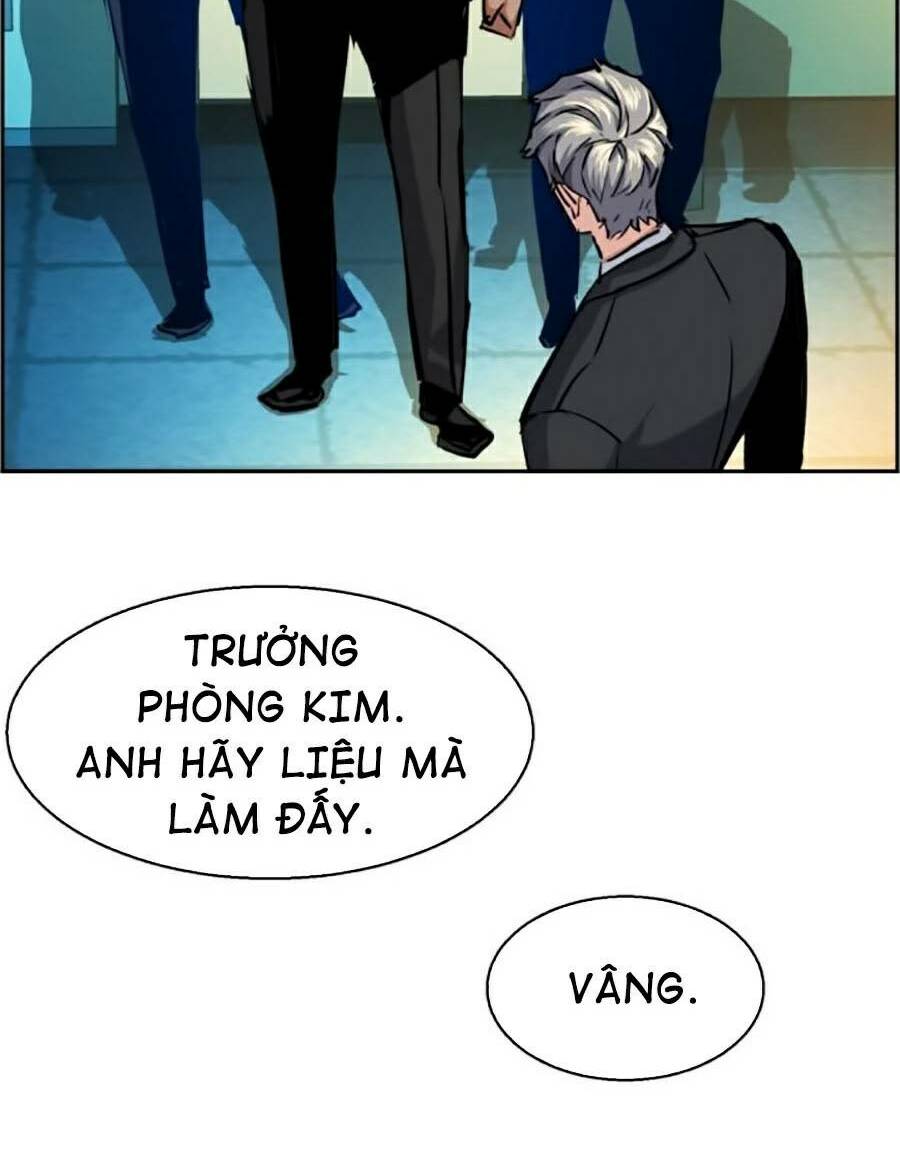 TRƯỞNG
PHÒNG KIM.
ANH HÃY LIỆU MÀ
LÀM ĐẤY.
VÂNG.